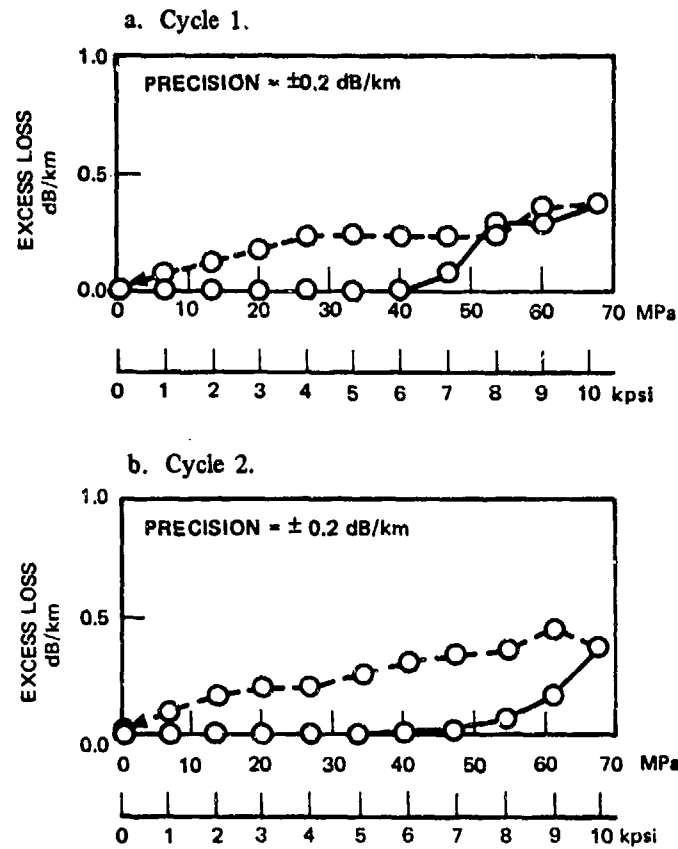 a. Cycle 1.
1.0
PRECISION = ±0.2 dB/km
EXCESS LOSS
dB/km
0.5
0.0
0 10 20 30 40 50 60 70 MPa
0 1 2 3 4 5 6 7 8 9 10 kpsi
b. Cycle 2.
1.0
PRECISION = ± 0.2 dB/km
EXCESS LOSS
dB/km
0.5
0.0
0 10 20 30 40 50 60 70 MPa
0 1 2 3 4 5 6 7 8 9 10 kpsi